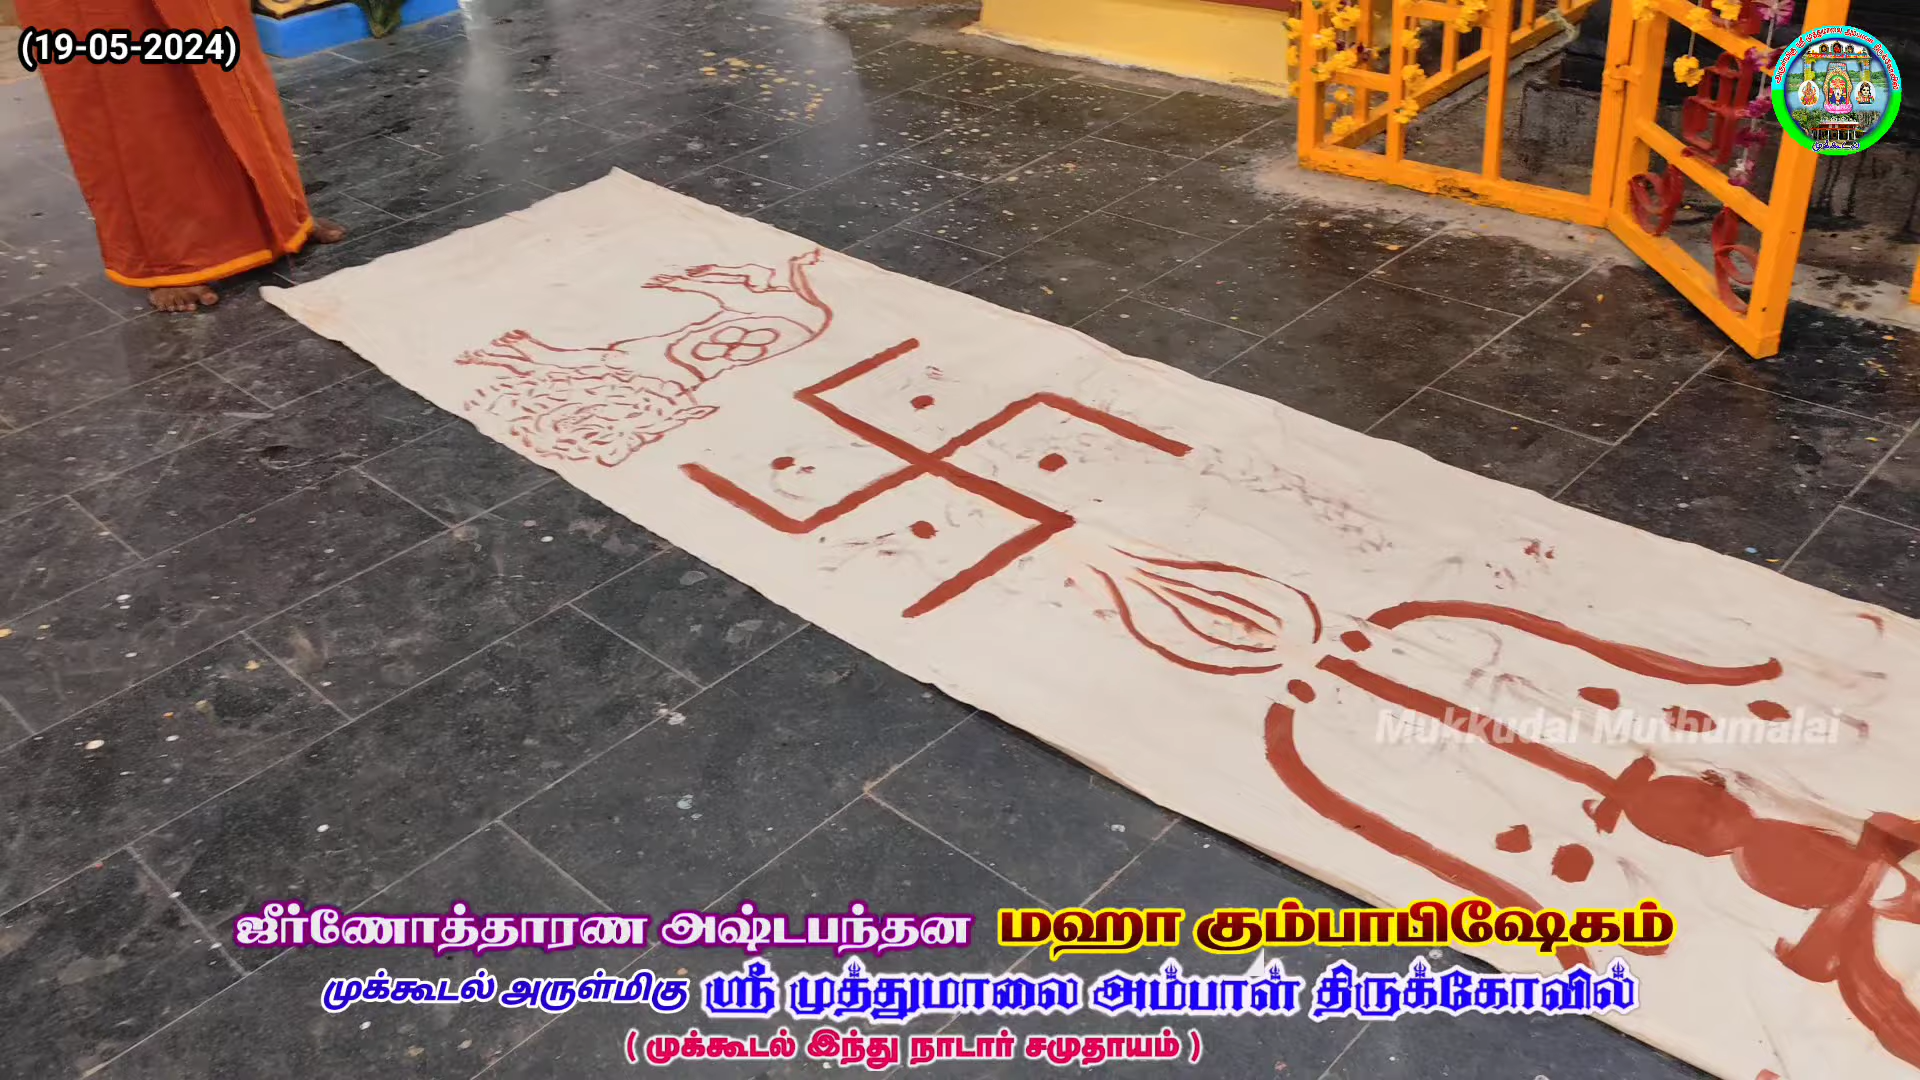 (19-05-2024)
Mukkudal Muthumalai
ஜீர்ணோத்தாரண அஷ்டபந்தன மஹா கும்பாபிஷேகம்
முக்கூடல் அருள்மிகு ஸ்ரீ முத்துமாலை அம்பாள் திருக்கோவில்
( முக்கூடல் இந்து நாடார் சமுதாயம் )